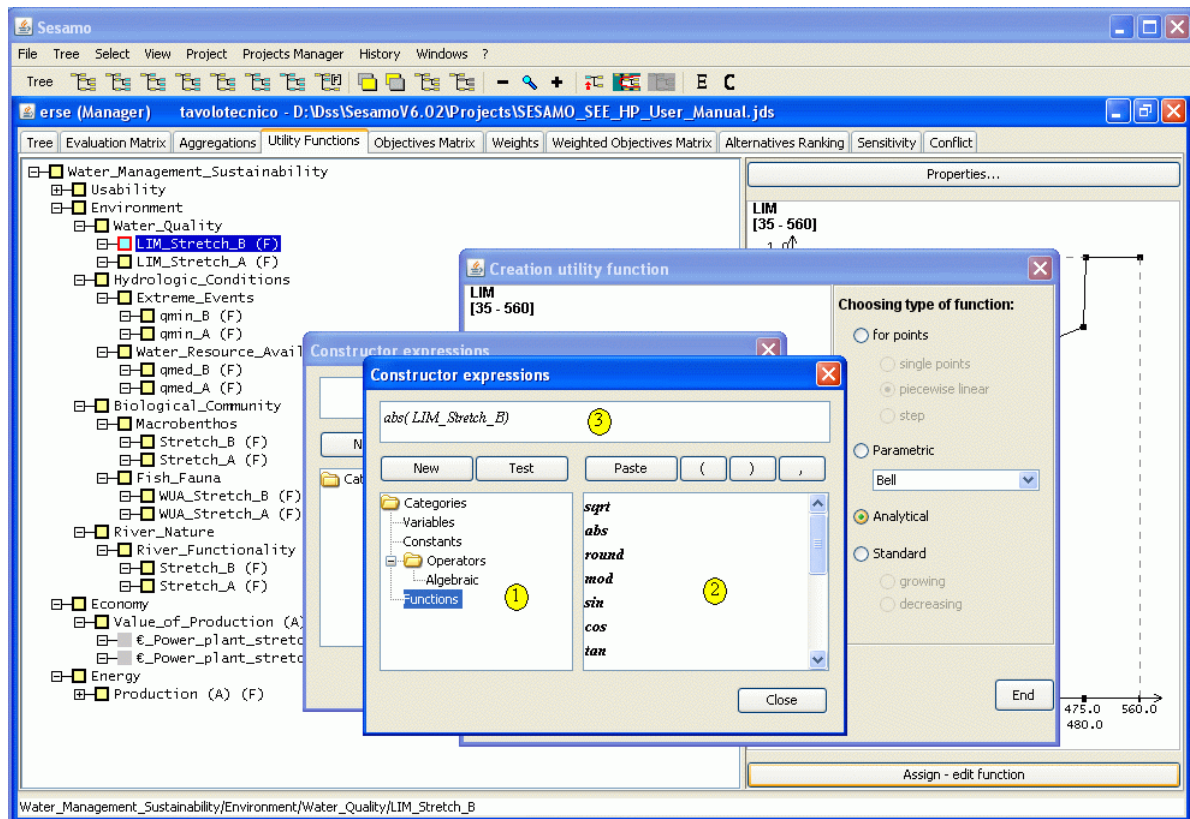 Sesamo
File Tree Select View Project Projects Manager History Windows ?
Tree E C
erse (Manager) tavolotecnico - D:\Dss\SesamoV6.02\Projects\SESAMO_SEE_HP_User_Manual.jds
Tree Evaluation Matrix Aggregations Utility Functions Objectives Matrix Weights Weighted Objectives Matrix Alternatives Ranking Sensitivity Conflict
Water_Management_Sustainability
Usability
Environment
Water_Quality
LIM_Stretch_B (F)
LIM_Stretch_A (F)
Hydrologic_Conditions
Extreme_Events
qmin_B (F)
qmin_A (F)
Water_Resource_Avail
qmed_B (F)
qmed_A (F)
Biological_Community
Macrobenthos
Stretch_B (F)
Stretch_A (F)
Fish_Fauna
WUA_Stretch_B (F)
WUA_Stretch_A (F)
River_Nature
River_Functionality
Stretch_B (F)
Stretch_A (F)
Economy
Value_of_Production (A)
€_Power_plant_stretc
€_Power_plant_stretc
Energy
Production (A) (F)
Properties...
LIM
[35 - 560]
1.0
475.0 560.0
480.0
Assign - edit function
Creation utility function
LIM
[35 - 560]
Choosing type of function:
for points
single points
piecewise linear
step
Parametric
Bell
Analytical
Standard
growing
decreasing
End
Constructor expressions
N
Cat
Constructor expressions
abs( LIM_Stretch_B)
3
New Test Paste ( ) ,
Categories
Variables
Constants
Operators
Algebraic
Functions
1
sqrt
abs
round
mod
sin
cos
tan
2
Close
Water_Management_Sustainability/Environment/Water_Quality/LIM_Stretch_B